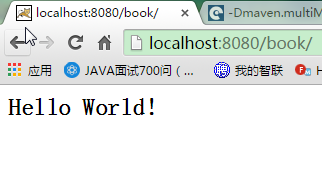 localhost:8080/book/
-Dmaven.multiM
localhost:8080/book/
应用 JAVA面试700问（... 我的智联 H
Hello World!